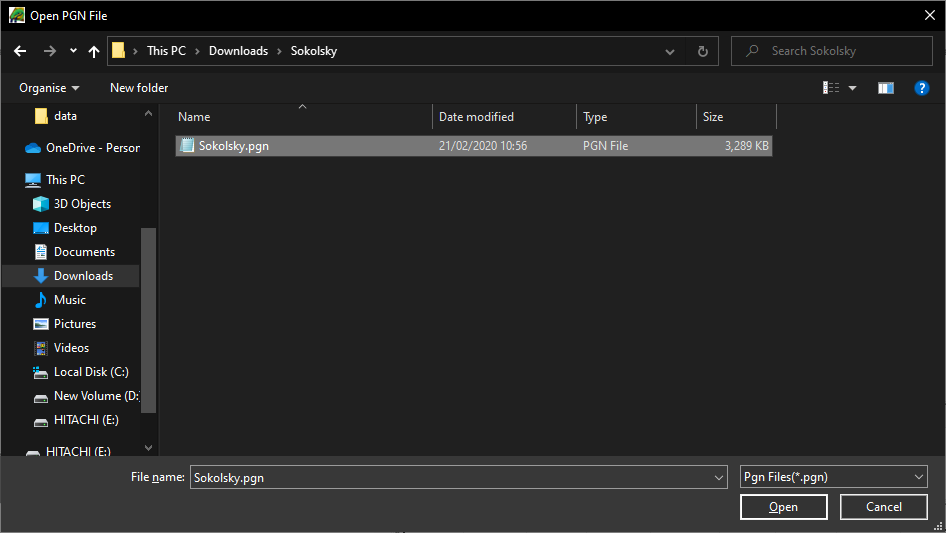 Open PGN File
This PC > Downloads > Sokolsky
Search Sokolsky
Organise
New folder
?
Name
Date modified
Type
Size
Sokolsky.pgn
21/02/2020 10:56
PGN File
3,289 KB
data
OneDrive - Person
This PC
3D Objects
Desktop
Documents
Downloads
Music
Pictures
Videos
Local Disk (C:)
New Volume (D:
HITACHI (E:)
HITACHI (E:)
File name:
Sokolsky.pgn
Pgn Files(*.pgn)
Open
Cancel